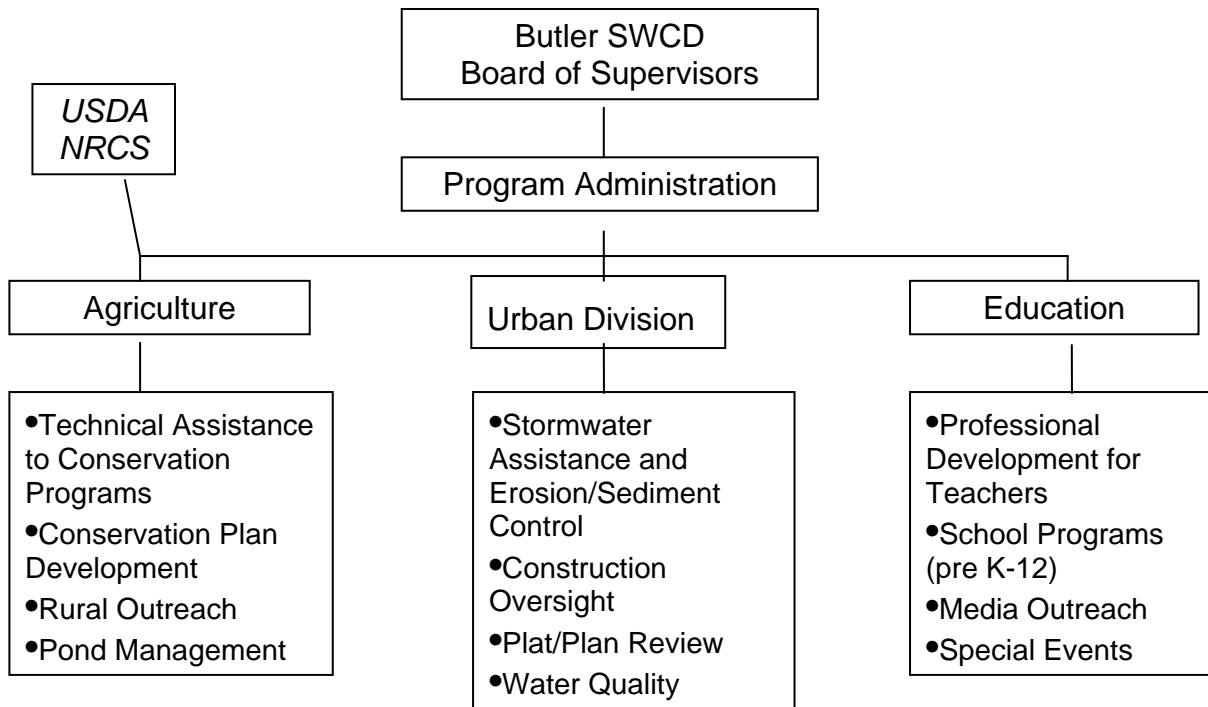 Butler SWCD
Board of Supervisors
USDA
NRCS
Program Administration
Agriculture
Urban Division
Education
•Technical Assistance
to Conservation
Programs
•Conservation Plan
Development
•Rural Outreach
•Pond Management
•Stormwater
Assistance and
Erosion/Sediment
Control
•Construction
Oversight
•Plat/Plan Review
•Water Quality
•Professional
Development for
Teachers
•School Programs
(pre K-12)
•Media Outreach
•Special Events